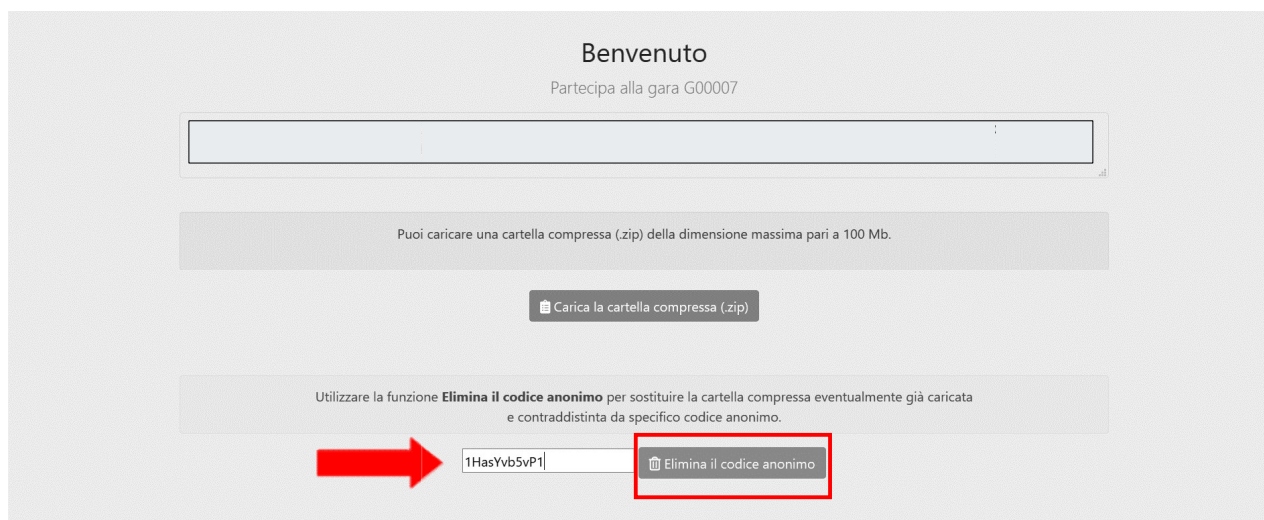 Benvenuto
Partecipa alla gara G00007
Puoi caricare una cartella compressa (.zip) della dimensione massima pari a 100 Mb.
Carica la cartella compressa (.zip)
Utilizzare la funzione Elimina il codice anonimo per sostituire la cartella compressa eventualmente già caricata
e contraddistinta da specifico codice anonimo.
1HasYvb5vP1 Elimina il codice anonimo